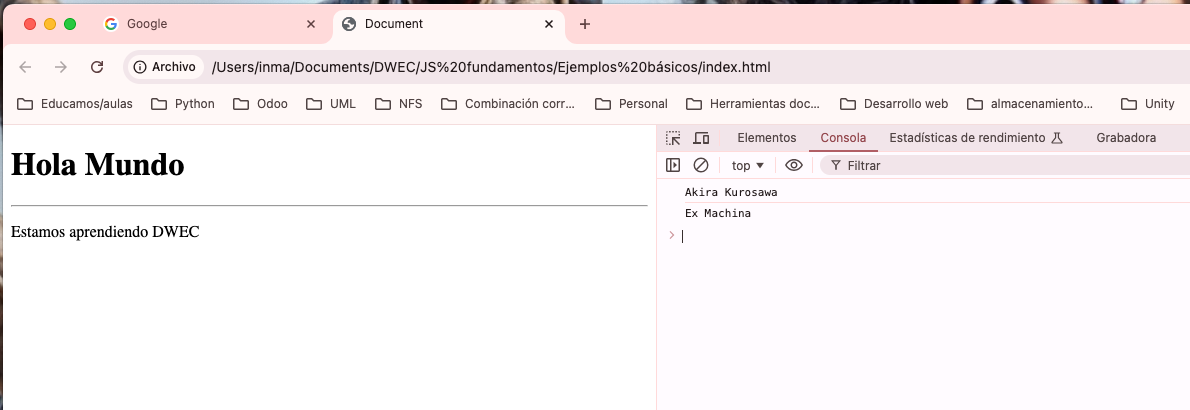 Google
Document
Archivo
/Users/inma/Documents/DWEC/JS%20fundamentos/Ejemplos%20básicos/index.html
Educamos/aulas
Python
Odoo
UML
NFS
Combinación corr...
Personal
Herramientas doc...
Desarrollo web
almacenamiento...
Unity
Hola Mundo
Estamos aprendiendo DWEC
Elementos
Consola
Estadísticas de rendimiento
Grabadora
top
Filtrar
Akira Kurosawa
Ex Machina